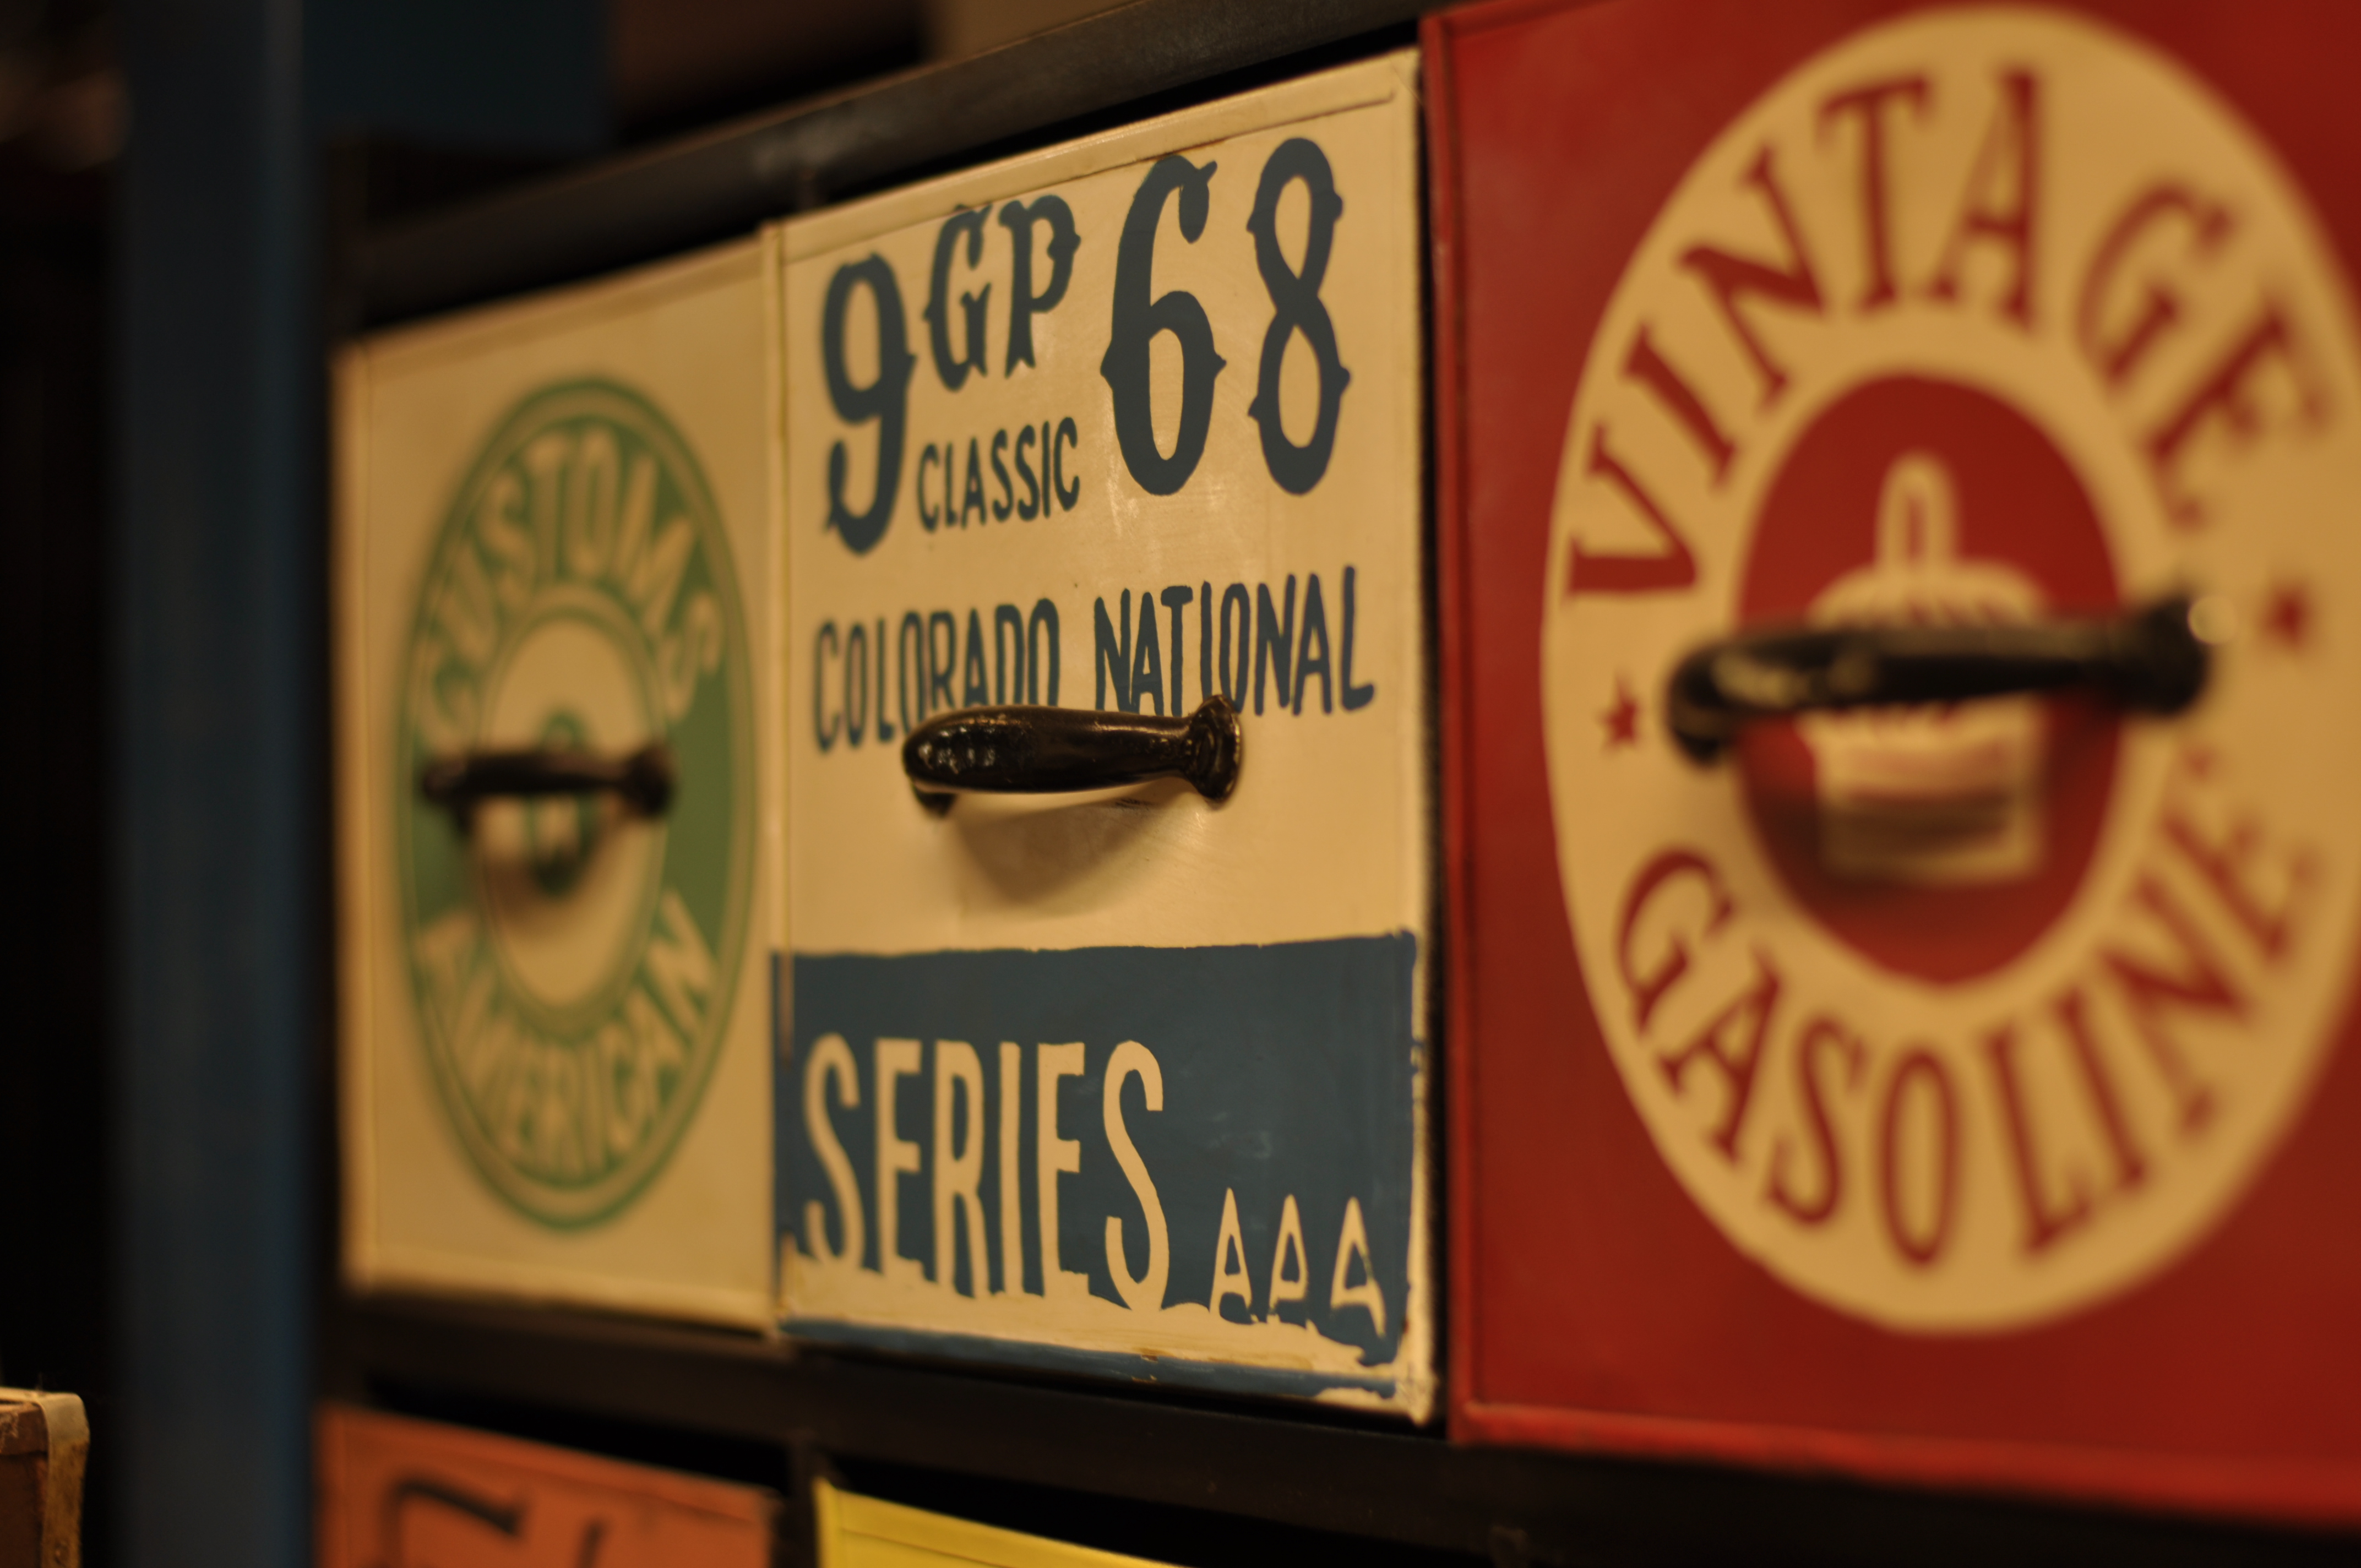 CUSTOMS
AMERICAN
9 GP 68
CLASSIC
COLORADO NATIONAL
SERIES AAA
VINTAGE
GASOLINE